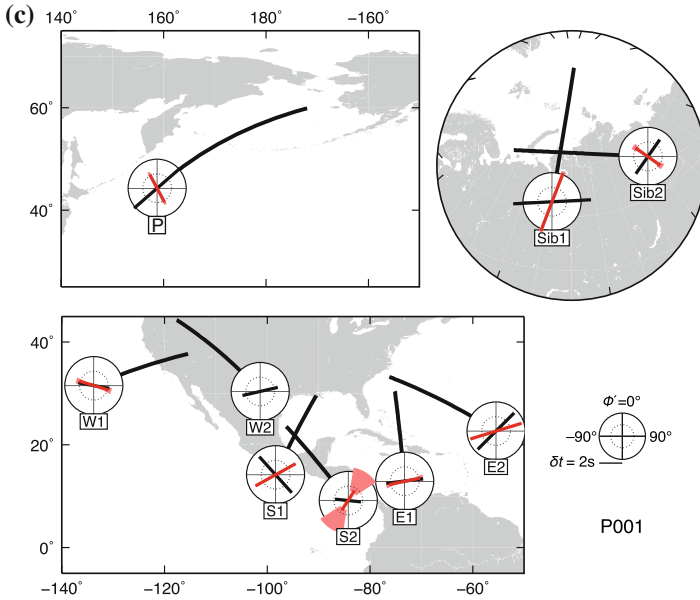 (c)
140˚ 160˚ 180˚ −160˚
60˚
40˚
P
Sib2
Sib1
40˚
20˚
0˚
W1
W2
S1
S2
E1
E2
−140˚ −120˚ −100˚ −80˚ −60˚
Φ′=0°
−90° 90°
δt = 2s
P001